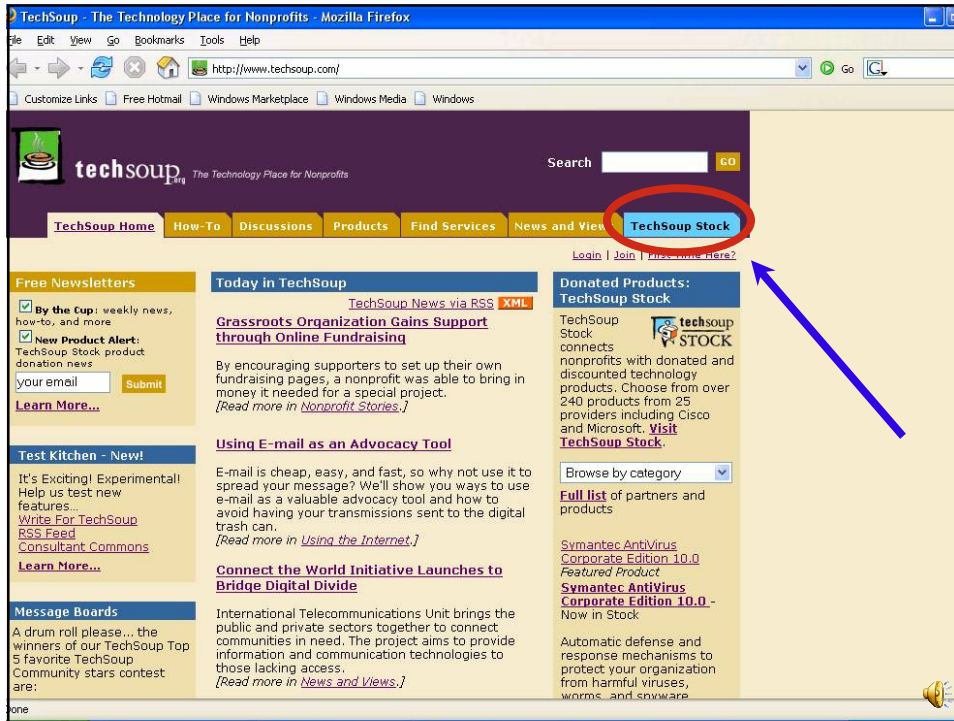 TechSoup - The Technology Place for Nonprofits - Mozilla Firefox
File Edit View Go Bookmarks Tools Help
http://www.techsoup.com/
Go
G
Customize Links Free Hotmail Windows Marketplace Windows Media Windows
techsoup.org The Technology Place for Nonprofits
Search GO
TechSoup Home How-To Discussions Products Find Services News and Views TechSoup Stock
Login | Join | First Time Here?
Free Newsletters
By the Cup: weekly news,
how-to, and more
New Product Alert:
TechSoup Stock product
donation news
your email Submit
Learn More...
Test Kitchen - New!
It's Exciting! Experimental!
Help us test new
features...
Write For TechSoup
RSS Feed
Consultant Commons
Learn More...
Message Boards
A drum roll please... the
winners of our TechSoup Top
5 favorite TechSoup
Community stars contest
are:
Today in TechSoup
TechSoup News via RSS XML
Grassroots Organization Gains Support
through Online Fundraising
By encouraging supporters to set up their own
fundraising pages, a nonprofit was able to bring in
money it needed for a special project.
[Read more in Nonprofit Stories.]
Using E-mail as an Advocacy Tool
E-mail is cheap, easy, and fast, so why not use it to
spread your message? We'll show you ways to use
e-mail as a valuable advocacy tool and how to
avoid having your transmissions sent to the digital
trash can.
[Read more in Using the Internet.]
Connect the World Initiative Launches to
Bridge Digital Divide
International Telecommunications Unit brings the
public and private sectors together to connect
communities in need. The project aims to provide
information and communication technologies to
those lacking access.
[Read more in News and Views.]
Donated Products:
TechSoup Stock
TechSoup
Stock
connects
techsoup
STOCK
nonprofits with donated and
discounted technology
products. Choose from over
240 products from 25
providers including Cisco
and Microsoft. Visit
TechSoup Stock.
Browse by category
Full list of partners and
products
Symantec AntiVirus
Corporate Edition 10.0
Featured Product
Symantec AntiVirus
Corporate Edition 10.0 -
Now in Stock
Automatic defense and
response mechanisms to
protect your organization
from harmful viruses,
worms, and spyware
Done